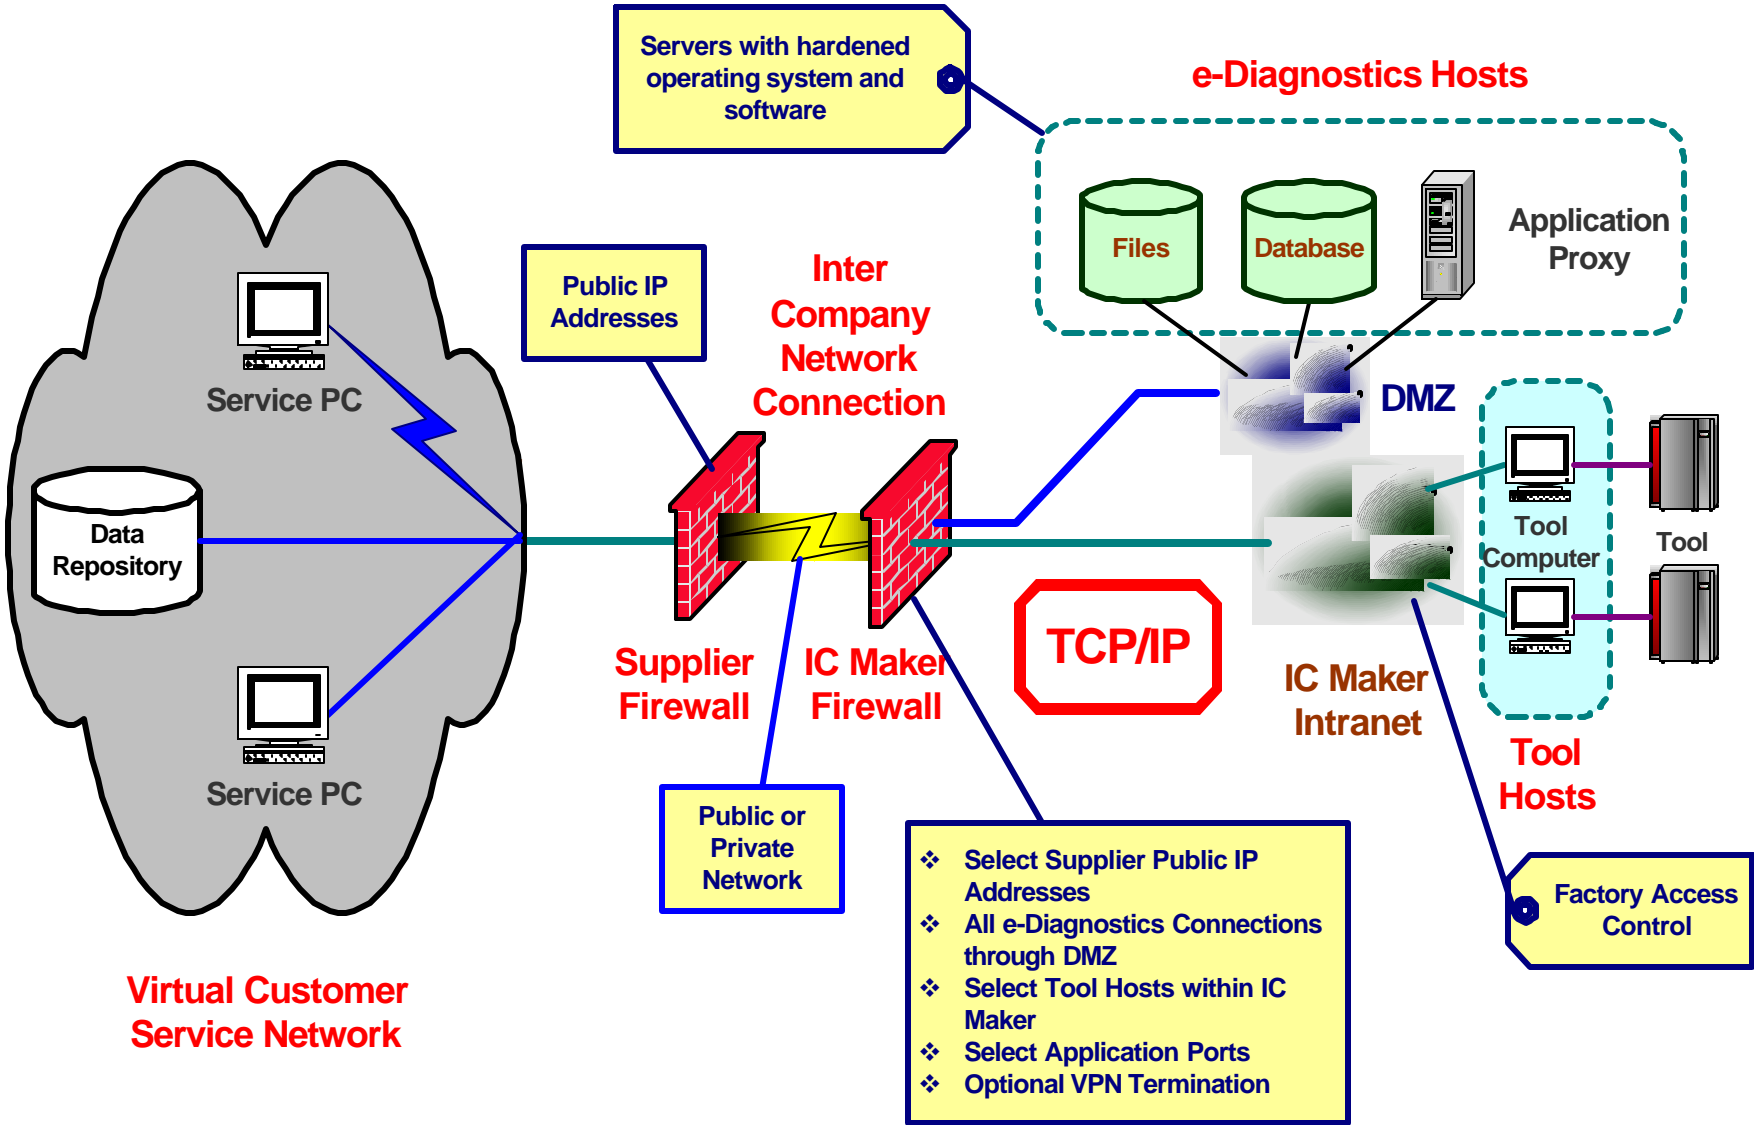 Servers with hardened
operating system and
software
e-Diagnostics Hosts
Files
Database
Application
Proxy
Public IP
Addresses
Inter
Company
Network
Connection
Service PC
DMZ
Data
Repository
Tool
Computer
Tool
Supplier
Firewall
IC Maker
Firewall
TCP/IP
IC Maker
Intranet
Tool
Hosts
Service PC
Public or
Private
Network
❖ Select Supplier Public IP
Addresses
❖ All e-Diagnostics Connections
through DMZ
❖ Select Tool Hosts within IC
Maker
❖ Select Application Ports
❖ Optional VPN Termination
Factory Access
Control
Virtual Customer
Service Network